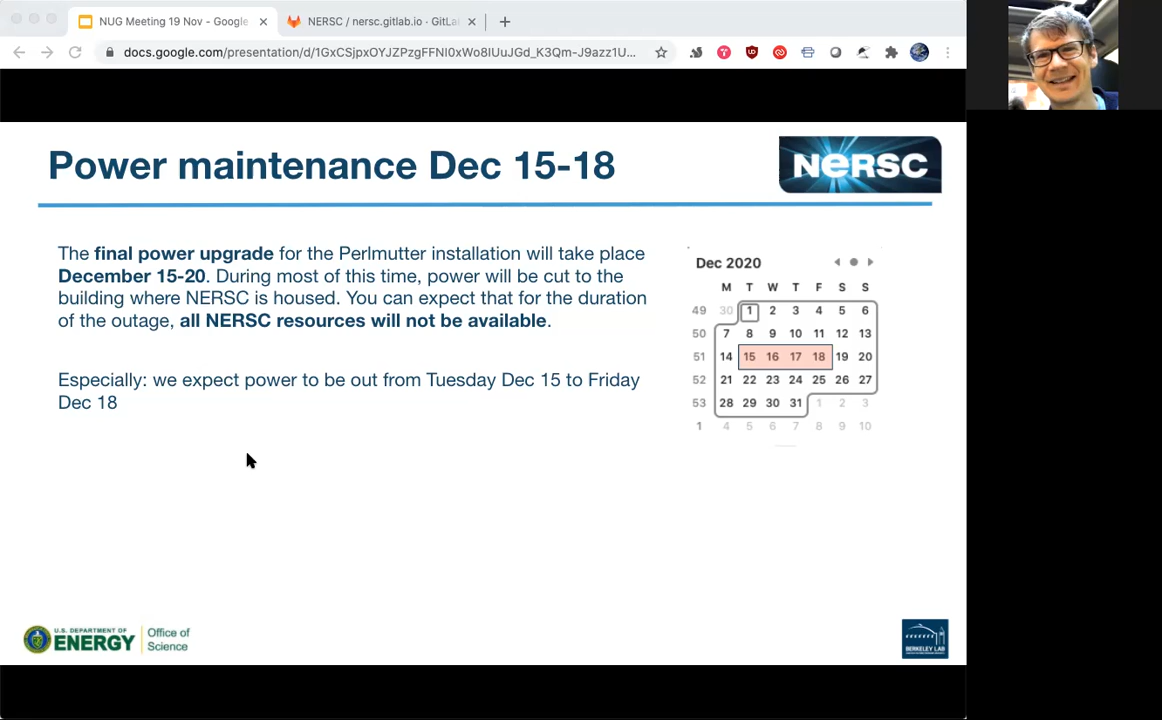 NUG Meeting 19 Nov - Google
NERSC / nersc.gitlab.io · GitLa
docs.google.com/presentation/d/1GxCSjpxOYJZPzgFFNI0xWo8IUuJGd_K3Qm-J9azz1U...
Power maintenance Dec 15-18
NERSC
The final power upgrade for the Perlmutter installation will take place
December 15-20. During most of this time, power will be cut to the
building where NERSC is housed. You can expect that for the duration
of the outage, all NERSC resources will not be available.
Especially: we expect power to be out from Tuesday Dec 15 to Friday
Dec 18
Dec 2020
M T W T F S S
49 30 1 2 3 4 5 6
50 7 8 9 10 11 12 13
51 14 15 16 17 18 19 20
52 21 22 23 24 25 26 27
53 28 29 30 31 1 2 3
1 4 5 6 7 8 9 10
U.S. DEPARTMENT OF
ENERGY
Office of
Science
BERKELEY LAB